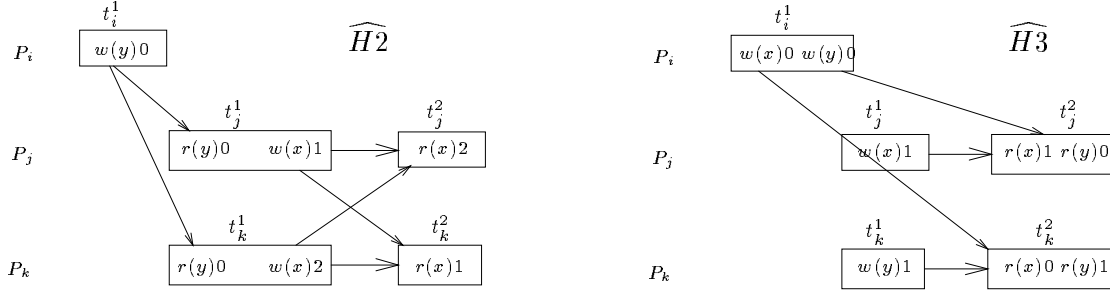 t_i^1
P_i w(y)0 \widehat{H2}
t_j^1 t_j^2
P_j r(y)0 w(x)1 r(x)2
t_k^1 t_k^2
P_k r(y)0 w(x)2 r(x)1
t_i^1
P_i w(x)0 w(y)0 \widehat{H3}
t_j^1 t_j^2
P_j w(x)1 r(x)1 r(y)0
t_k^1 t_k^2
P_k w(y)1 r(x)0 r(y)1